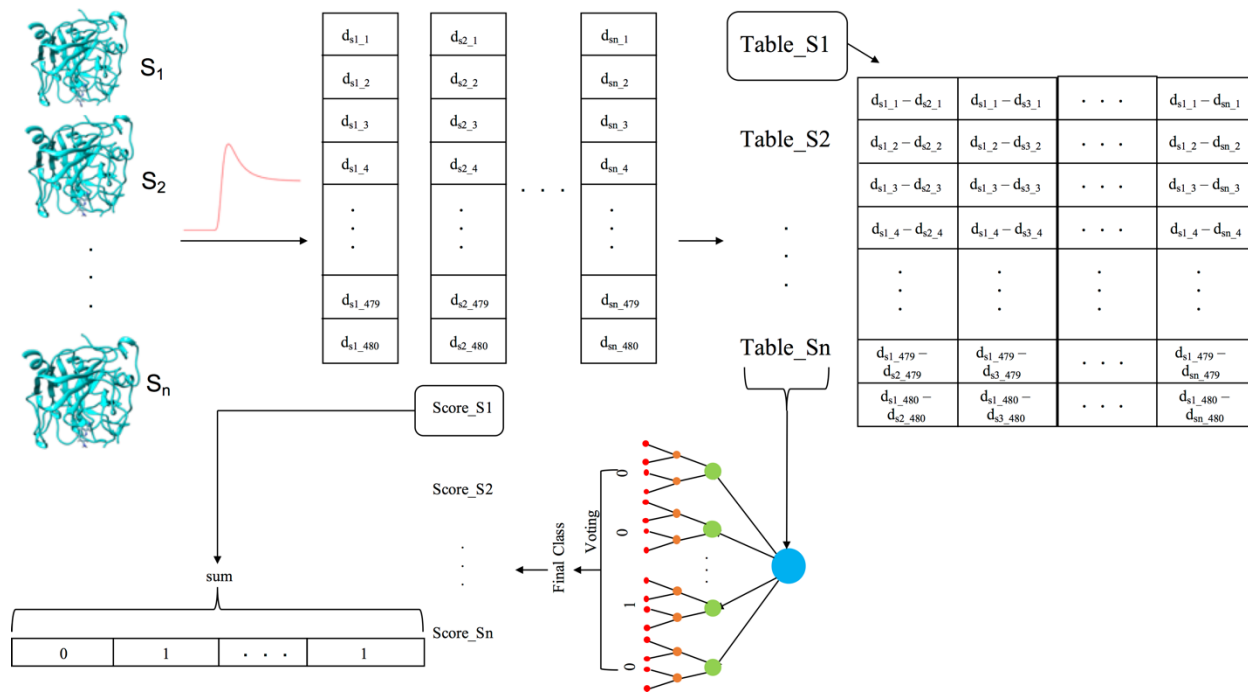 S1
S2
.
.
.
Sn
ds1_1
ds1_2
ds1_3
ds1_4
.
.
.
ds1_479
ds1_480
ds2_1
ds2_2
ds2_3
ds2_4
.
.
.
ds2_479
ds2_480
. . .
dsn_1
dsn_2
dsn_3
dsn_4
.
.
.
dsn_479
dsn_480
Table_S1
Table_S2
.
.
.
Table_Sn
ds1_1 – ds2_1 ds1_1 – ds3_1 . . . ds1_1 – dsn_1
ds1_2 – ds2_2 ds1_2 – ds3_2 . . . ds1_2 – dsn_2
ds1_3 – ds2_3 ds1_3 – ds3_3 . . . ds1_3 – dsn_3
ds1_4 – ds2_4 ds1_4 – ds3_4 . . . ds1_4 – dsn_4
. . . .
. . . .
. . . .
ds1_479 – ds1_479 – . . . ds1_479 –
ds2_479 ds3_479 dsn_479
ds1_480 – ds1_480 – . . . ds1_480 –
ds2_480 ds3_480 dsn_480
Score_S1
Score_S2
.
.
.
Score_Sn
0
0
.
.
.
1
0
Voting
Final Class
sum
0 1 . . . 1